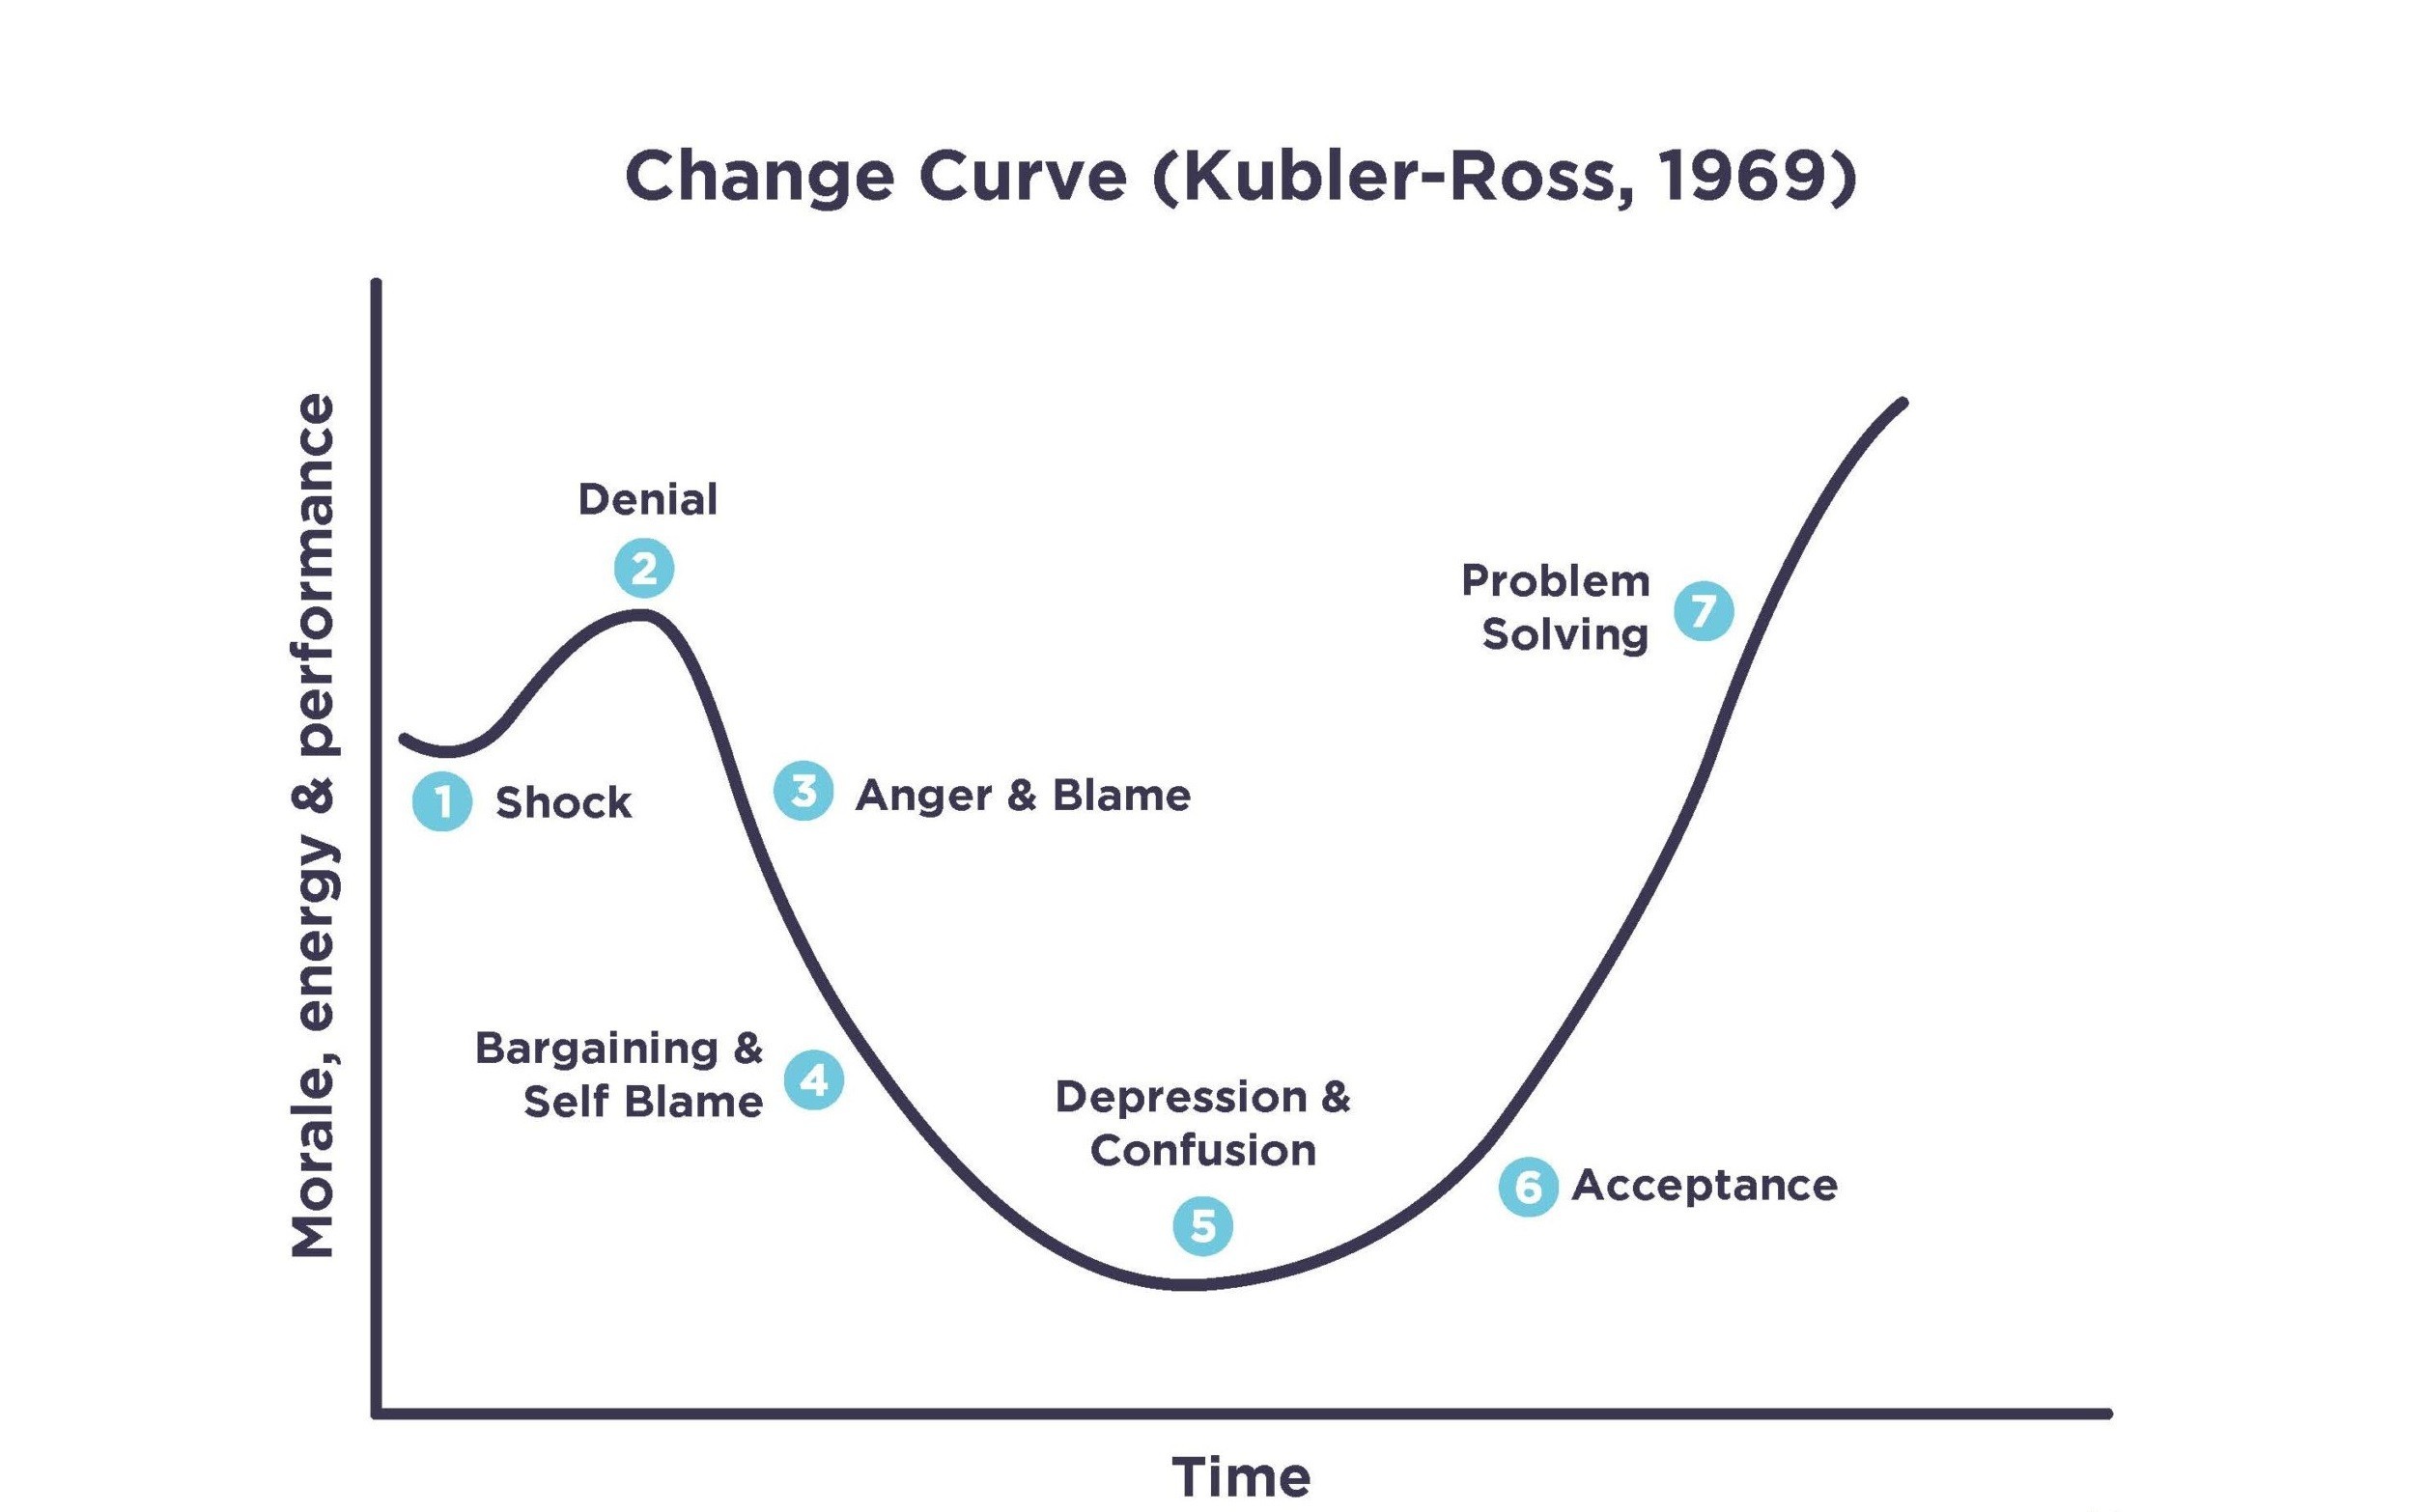 Change Curve (Kubler-Ross, 1969)
Morale, energy & performance
Denial
2
1 Shock
3 Anger & Blame
Bargaining &
Self Blame
4
Depression &
Confusion
5
6 Acceptance
Problem
Solving
7
Time